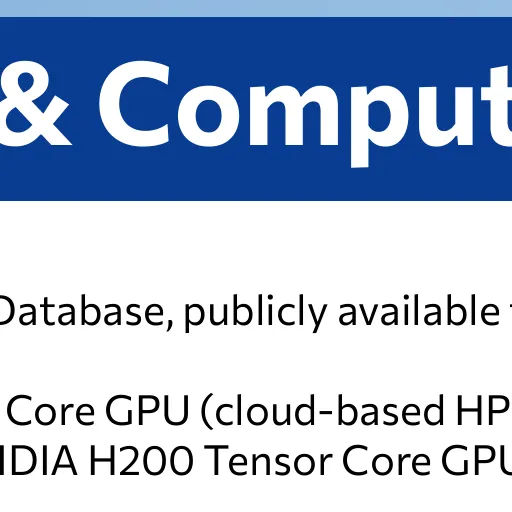 & Comput
Database, publicly available
Core GPU (cloud-based HP
IDIA H200 Tensor Core GPU